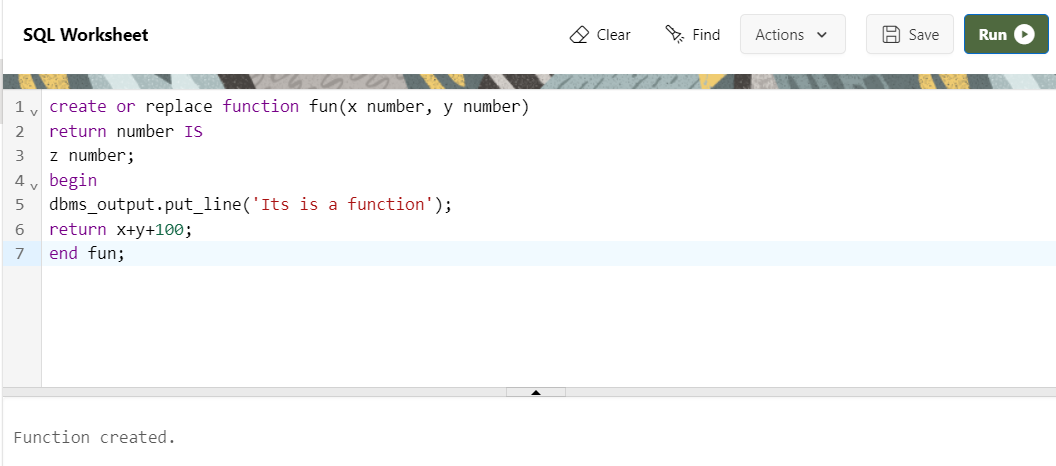 SQL Worksheet
Clear
Find
Actions
Save
Run
1 create or replace function fun(x number, y number)
2 return number IS
3 z number;
4 begin
5 dbms_output.put_line('Its is a function');
6 return x+y+100;
7 end fun;
Function created.